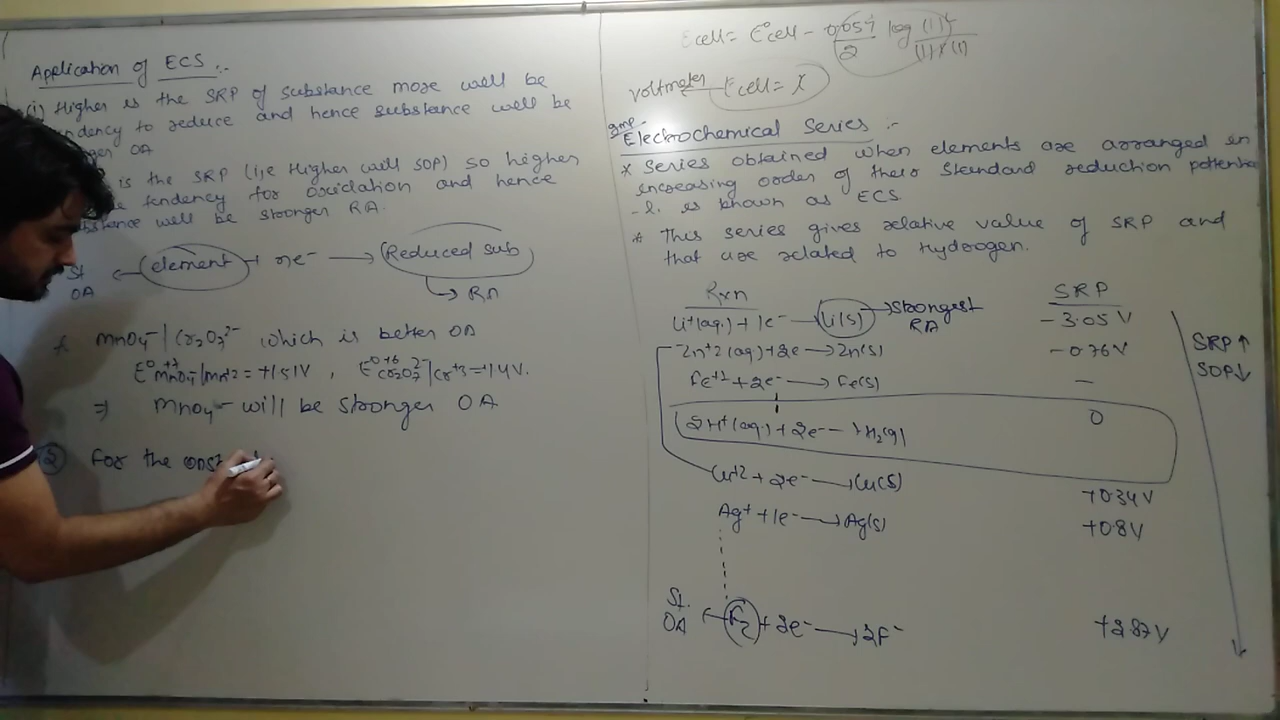 Application of ECS :-
(i) Higher is the SRP of substance more will be
tendency to reduce and hence substance will be
OA
is the SRP (i,e Higher will SOP) so higher
tendency for oxidation and hence
will be stronger RA.
St
OA
element + ne⁻ → Reduced sub
→ RA
MnO4⁻ | Cr2O7²⁻ which is better OA
E⁰ +7 MnO4⁻|Mn+2 = +1.51V , E⁰ +6 Cr2O7²⁻|Cr+3 = +1.4V.
⇒ MnO4⁻ will be stronger OA
② For the const
Ecell = E°cell - 0.059/2 log (1)/(1)x(1)
voltmeter Ecell = X
Imp.
Electrochemical Series :-
* Series obtained when elements are arranged in
increasing order of their standard reduction potentia
-l. is known as ECS.
* This series gives relative value of SRP and
that are related to Hydrogen.
Rxn SRP
Li+(aq.) + 1e⁻ → Li(s) → strongest RA -3.05 V
Zn+2(aq) + 2e → Zn(s) -0.76V
Fe+2 + 2e⁻ → Fe(s) —
2H+(aq.) + 2e⁻ → H2(g) 0
Cu+2 + 2e⁻ → Cu(s) +0.34V
Ag+ + 1e⁻ → Ag(s) +0.8V
St.
OA
F2 + 2e⁻ → 2F⁻ +2.87V
SRP↑
SOP↓